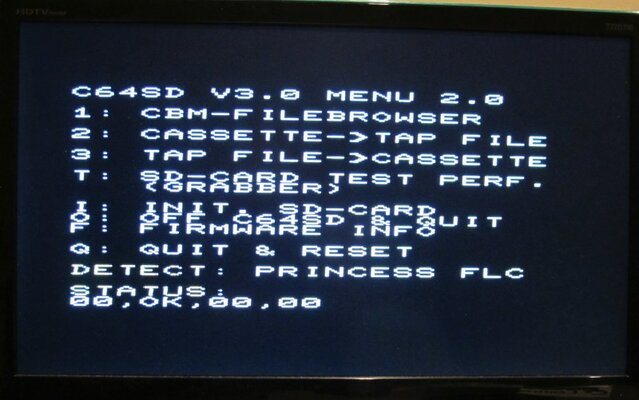 HDTV
C64SD V3.0 MENU 2.0
1: CBM-FILEBROWSER
2: CASSETTE->TAP FILE
3: TAP FILE->CASSETTE
T: SD-CARD TEST PERF.
(GRABBER)
I: INIT. SD-CARD
O: OFF C64SD & QUIT
F: FIRMWARE INFO
Q: QUIT & RESET
DETECT: PRINCESS FLC
STATUS:
00,OK,00,00